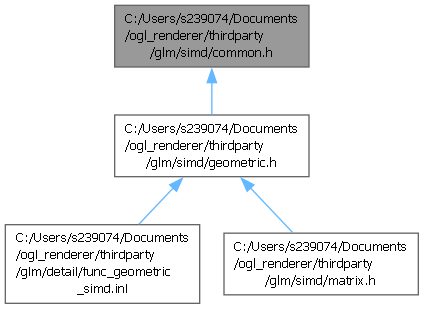 C:/Users/s239074/Documents
/ogl_renderer/thirdparty
/glm/simd/common.h
C:/Users/s239074/Documents
/ogl_renderer/thirdparty
/glm/simd/geometric.h
C:/Users/s239074/Documents
/ogl_renderer/thirdparty
/glm/detail/func_geometric
_simd.inl
C:/Users/s239074/Documents
/ogl_renderer/thirdparty
/glm/simd/matrix.h